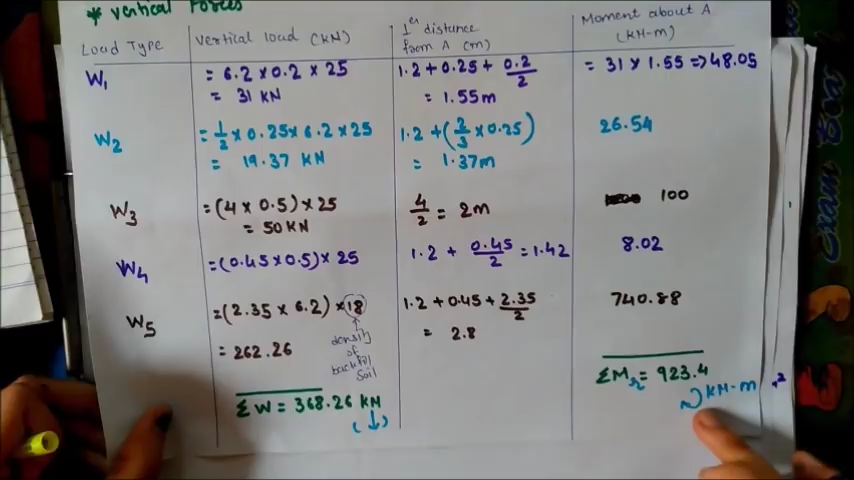 * Vertical Forces
Load Type
Vertical load (KN)
1er distance
from A (m)
Moment about A
(KN-m)
W1
= 6.2 x 0.2 x 25
= 31 KN
1.2 + 0.25 + 0.2/2
= 1.55m
= 31 x 1.55 => 48.05
W2
= 1/2 x 0.25 x 6.2 x 25
= 19.37 KN
1.2 + (2/3 x 0.25)
= 1.37m
26.54
W3
= (4 x 0.5) x 25
= 50 KN
4/2 = 2m
100
W4
= (0.45 x 0.5) x 25
1.2 + 0.45/2 = 1.42
8.02
W5
= (2.35 x 6.2) x 18
= 262.26
density
of
backfill
soil
1.2 + 0.45 + 2.35/2
= 2.8
740.88
ΣW = 368.26 KN
(↓)
ΣMr = 923.4
KN-m
Exam